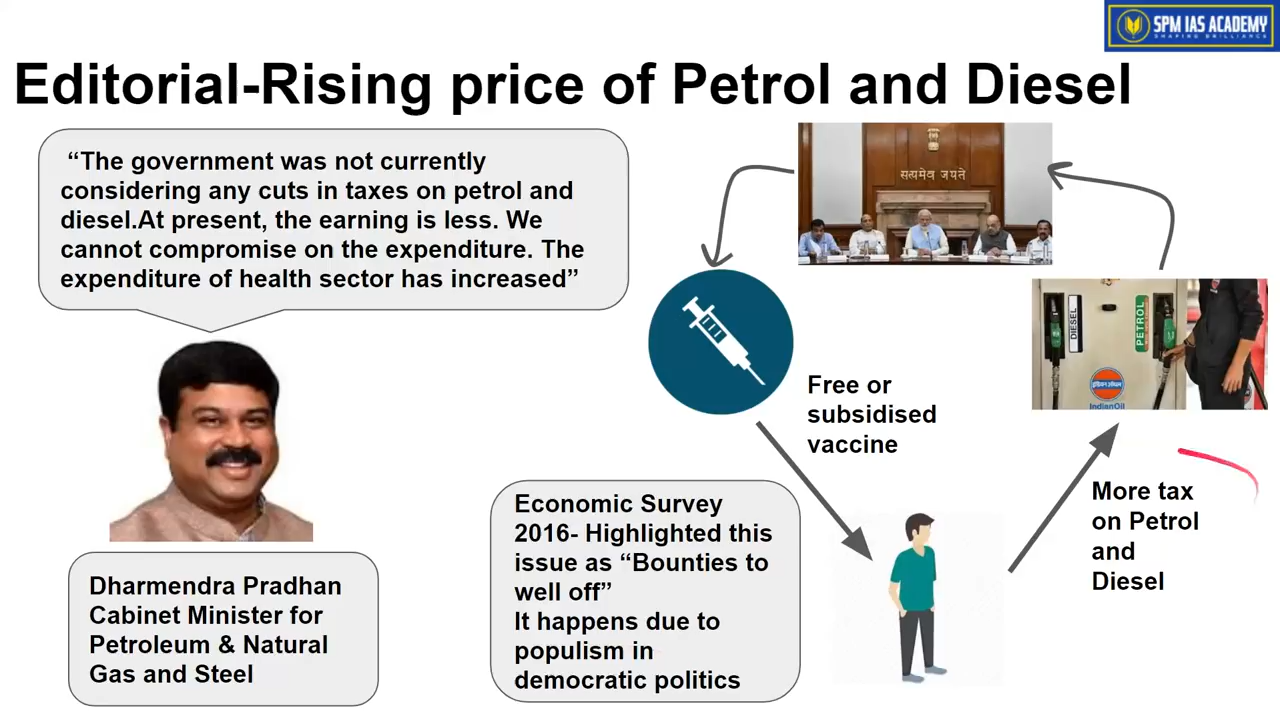 SPM IAS ACADEMY
SHAPING BRILLIANCE
Editorial-Rising price of Petrol and Diesel
“The government was not currently
considering any cuts in taxes on petrol and
diesel.At present, the earning is less. We
cannot compromise on the expenditure. The
expenditure of health sector has increased”
सत्यमेव जयते
DIESEL
PETROL
इंडियनऑयल
IndianOil
Free or
subsidised
vaccine
More tax
on Petrol
and
Diesel
Economic Survey
2016- Highlighted this
issue as “Bounties to
well off”
It happens due to
populism in
democratic politics
Dharmendra Pradhan
Cabinet Minister for
Petroleum & Natural
Gas and Steel